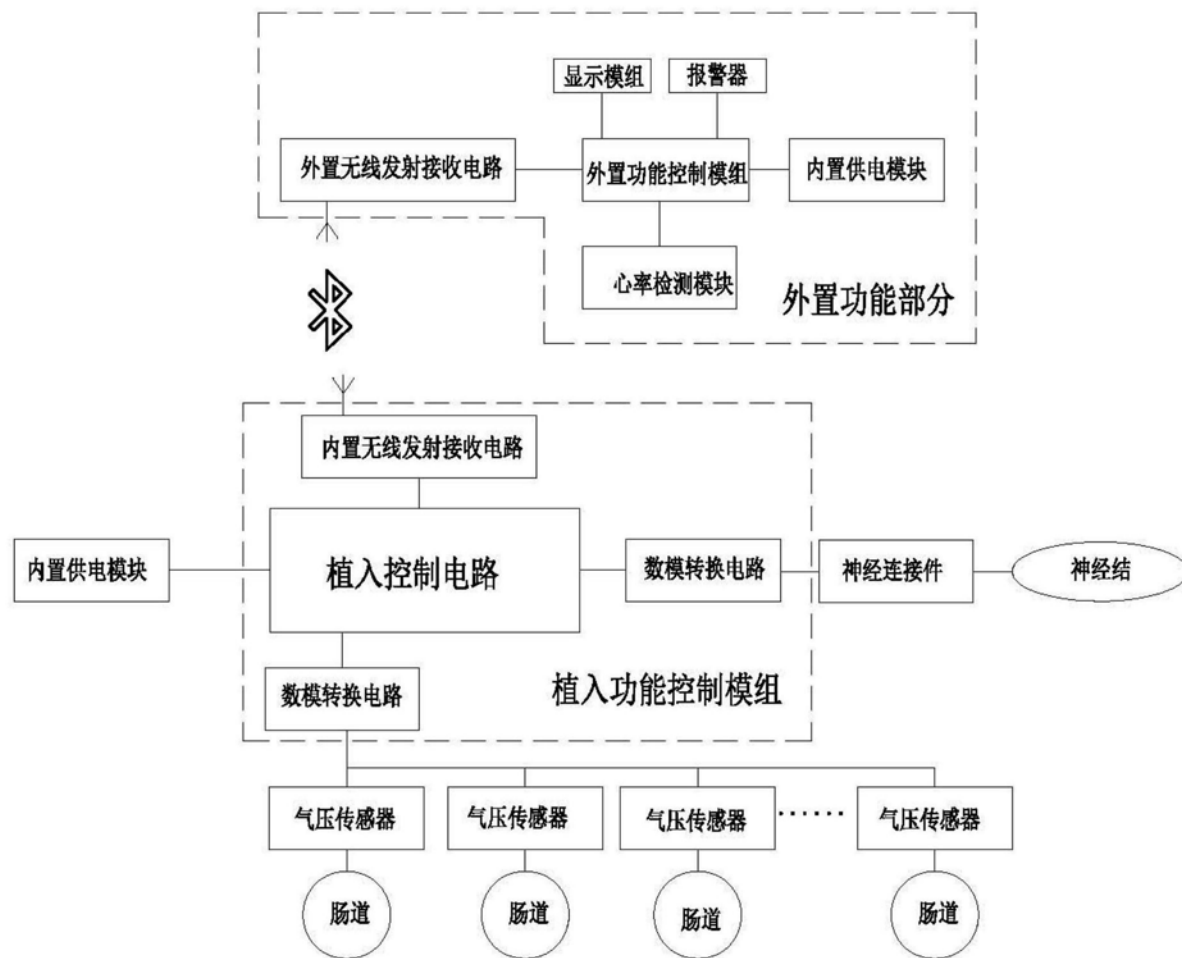 显示模组
报警器
外置无线发射接收电路
外置功能控制模组
内置供电模块
心率检测模块
外置功能部分
内置无线发射接收电路
内置供电模块
植入控制电路
数模转换电路
神经连接件
神经结
数模转换电路
植入功能控制模组
气压传感器
气压传感器
气压传感器
······
气压传感器
肠道
肠道
肠道
肠道